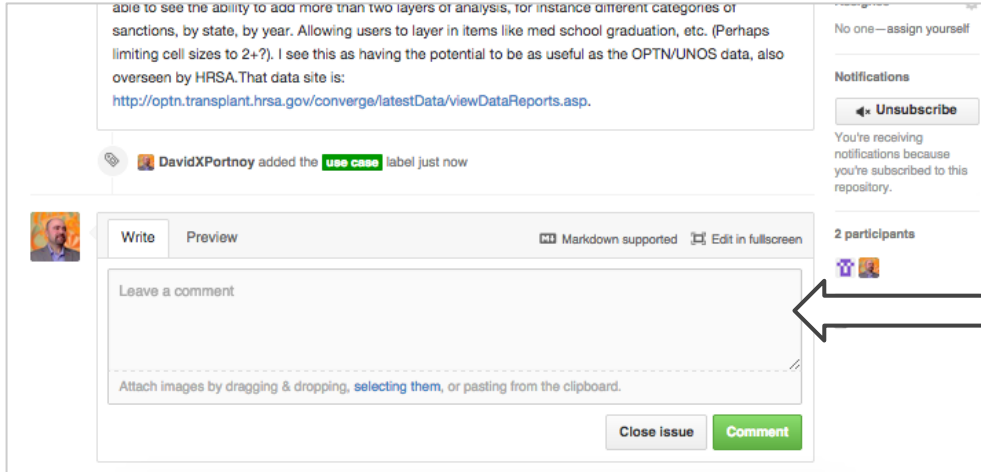 able to see the ability to add more than two layers of analysis, for instance different categories of
sanctions, by state, by year. Allowing users to layer in items like med school graduation, etc. (Perhaps
limiting cell sizes to 2+?). I see this as having the potential to be as useful as the OPTN/UNOS data, also
overseen by HRSA.That data site is:
http://optn.transplant.hrsa.gov/converge/latestData/viewDataReports.asp.
DavidXPortnoy added the use case label just now
Write Preview Markdown supported Edit in fullscreen
Leave a comment
Attach images by dragging & dropping, selecting them, or pasting from the clipboard.
Close issue Comment
No one—assign yourself
Notifications
Unsubscribe
You're receiving
notifications because
you're subscribed to this
repository.
2 participants